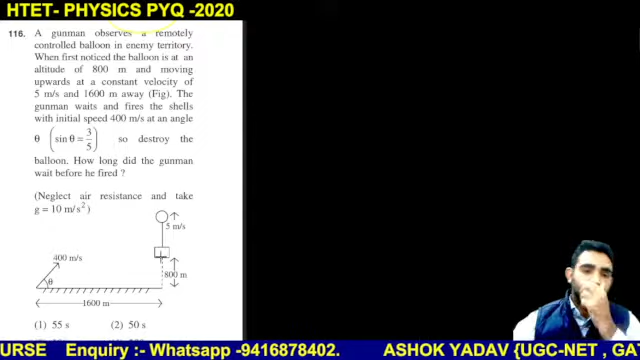 HTET- PHYSICS PYQ -2020
116. A gunman observes a remotely
controlled balloon in enemy territory.
When first noticed the balloon is at an
altitude of 800 m and moving
upwards at a constant velocity of
5 m/s and 1600 m away (Fig). The
gunman waits and fires the shells
with initial speed 400 m/s at an angle
θ (sin θ = 3/5) so destroy the
balloon. How long did the gunman
wait before he fired ?
(Neglect air resistance and take
g = 10 m/s²)
5 m/s
400 m/s
θ
800 m
1600 m
(1) 55 s (2) 50 s
URSE Enquiry :- Whatsapp -9416878402. ASHOK YADAV {UGC-NET , GA